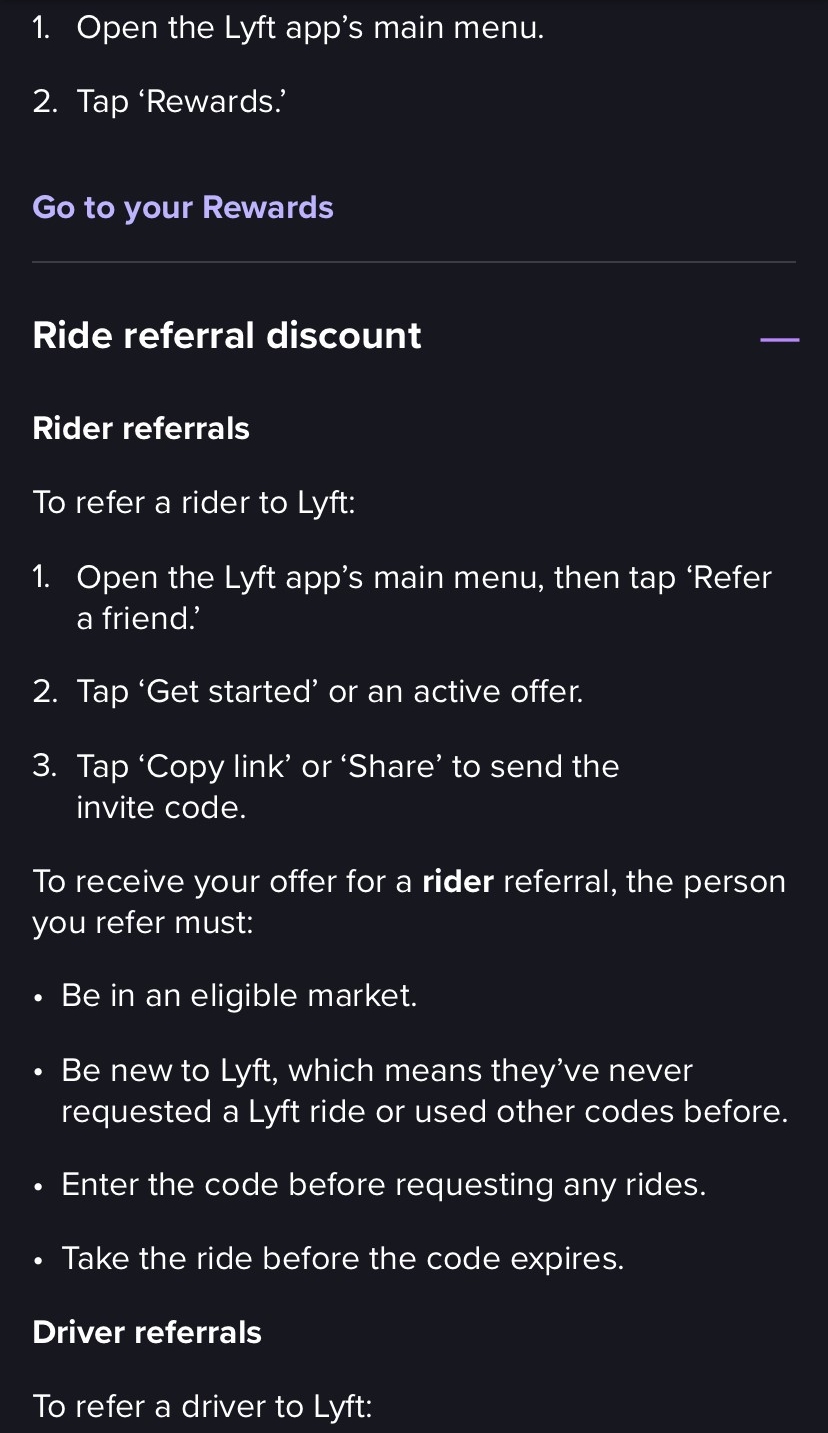 1. Open the Lyft app’s main menu.
2. Tap ‘Rewards.’
Go to your Rewards
Ride referral discount
Rider referrals
To refer a rider to Lyft:
1. Open the Lyft app’s main menu, then tap ‘Refer
a friend.’
2. Tap ‘Get started’ or an active offer.
3. Tap ‘Copy link’ or ‘Share’ to send the
invite code.
To receive your offer for a rider referral, the person
you refer must:
• Be in an eligible market.
• Be new to Lyft, which means they’ve never
requested a Lyft ride or used other codes before.
• Enter the code before requesting any rides.
• Take the ride before the code expires.
Driver referrals
To refer a driver to Lyft: